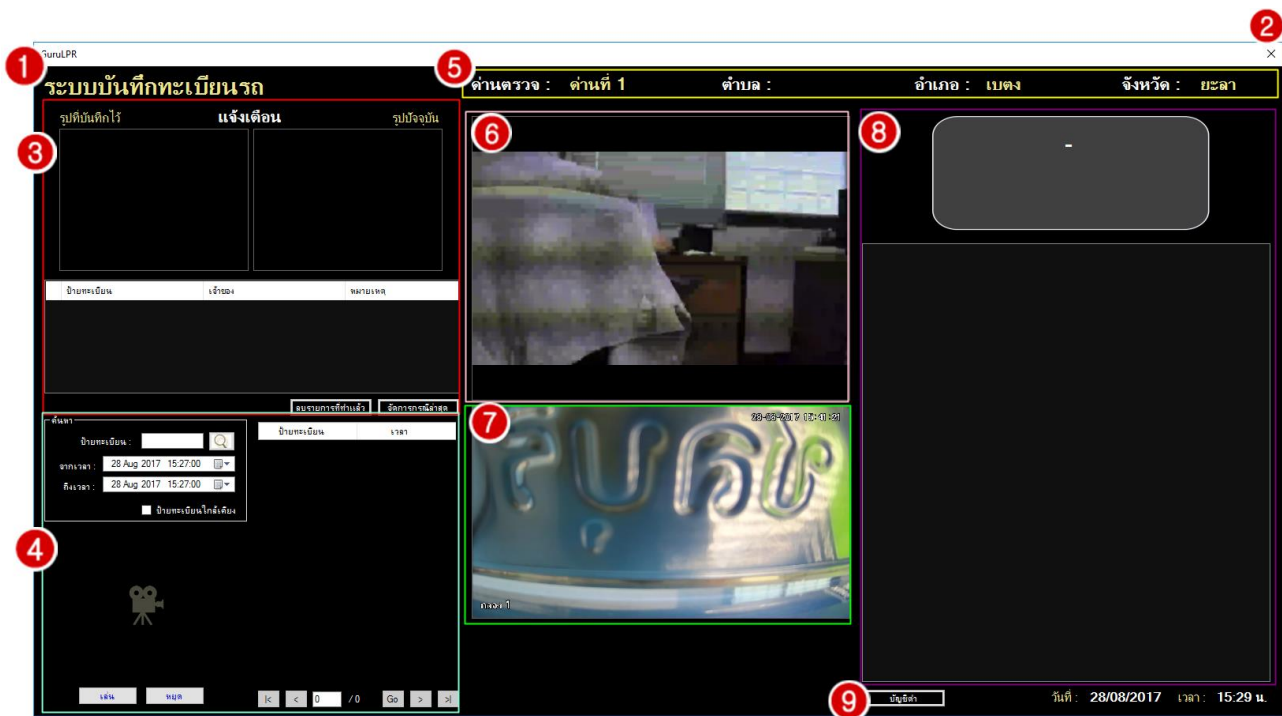 2
GuruLPR
1
ระบบบันทึกทะเบียนรถ
5
ด่านตรวจ : ด่านที่ 1 ตำบล : อำเภอ : เบตง จังหวัด : ยะลา
3
รูปที่บันทึกไว้ แจ้งเตือน รูปปัจจุบัน
ป้ายทะเบียน เจ้าของ หมายเหตุ
ลบรายการที่ทำแล้ว จัดการกรณีล่าสุด
4
ค้นหา
ป้ายทะเบียน :
จากเวลา : 28 Aug 2017 15:27:00
ถึงเวลา : 28 Aug 2017 15:27:00
ป้ายทะเบียนใกล้เคียง
ป้ายทะเบียน เวลา
เล่น หยุด
|< < 0 / 0 Go > >|
6
7
กล้อง 1
8
-
9
บัญชีดำ
วันที่ : 28/08/2017 เวลา : 15:29 น.